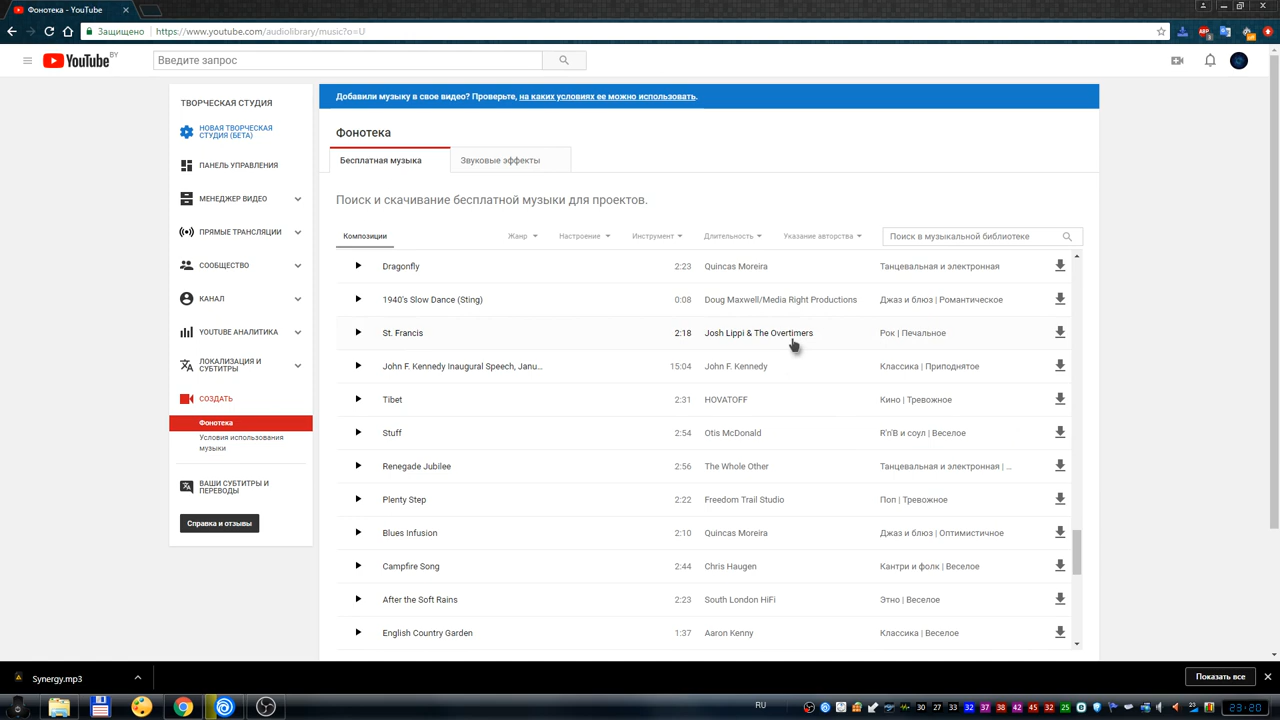 Фонотека - YouTube
Защищено https://www.youtube.com/audiolibrary/music?o=U
YouTube BY
Введите запрос
ТВОРЧЕСКАЯ СТУДИЯ
НОВАЯ ТВОРЧЕСКАЯ
СТУДИЯ (БЕТА)
ПАНЕЛЬ УПРАВЛЕНИЯ
МЕНЕДЖЕР ВИДЕО
ПРЯМЫЕ ТРАНСЛЯЦИИ
СООБЩЕСТВО
КАНАЛ
YOUTUBE АНАЛИТИКА
ЛОКАЛИЗАЦИЯ И
СУБТИТРЫ
СОЗДАТЬ
Фонотека
Условия использования
музыки
ВАШИ СУБТИТРЫ И
ПЕРЕВОДЫ
Справка и отзывы
Добавили музыку в свое видео? Проверьте, на каких условиях ее можно использовать.
Фонотека
Бесплатная музыка Звуковые эффекты
Поиск и скачивание бесплатной музыки для проектов.
Композиции Жанр Настроение Инструмент Длительность Указание авторства Поиск в музыкальной библиотеке
Dragonfly 2:23 Quincas Moreira Танцевальная и электронная
1940's Slow Dance (Sting) 0:08 Doug Maxwell/Media Right Productions Джаз и блюз | Романтическое
St. Francis 2:18 Josh Lippi & The Overtimers Рок | Печальное
John F. Kennedy Inaugural Speech, Janu... 15:04 John F. Kennedy Классика | Приподнятое
Tibet 2:31 HOVATOFF Кино | Тревожное
Stuff 2:54 Otis McDonald R'n'B и соул | Веселое
Renegade Jubilee 2:56 The Whole Other Танцевальная и электронная | ...
Plenty Step 2:22 Freedom Trail Studio Поп | Тревожное
Blues Infusion 2:10 Quincas Moreira Джаз и блюз | Оптимистичное
Campfire Song 2:44 Chris Haugen Кантри и фолк | Веселое
After the Soft Rains 2:23 South London HiFi Этно | Веселое
English Country Garden 1:37 Aaron Kenny Классика | Веселое
Synergy.mp3
Показать все
RU 30 27 33 32 37 38 42 45 32 25 23:20